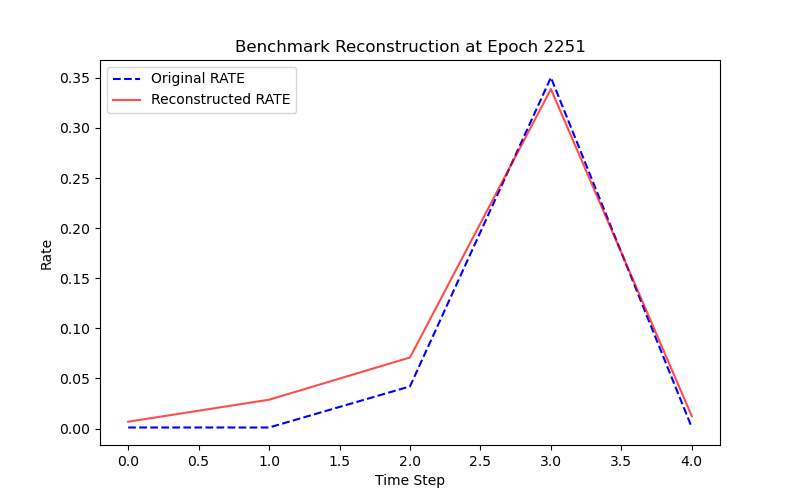 Benchmark Reconstruction at Epoch 2251
Original RATE
Reconstructed RATE
0.35
0.30
0.25
0.20
0.15
0.10
0.05
0.00
Rate
0.0 0.5 1.0 1.5 2.0 2.5 3.0 3.5 4.0
Time Step